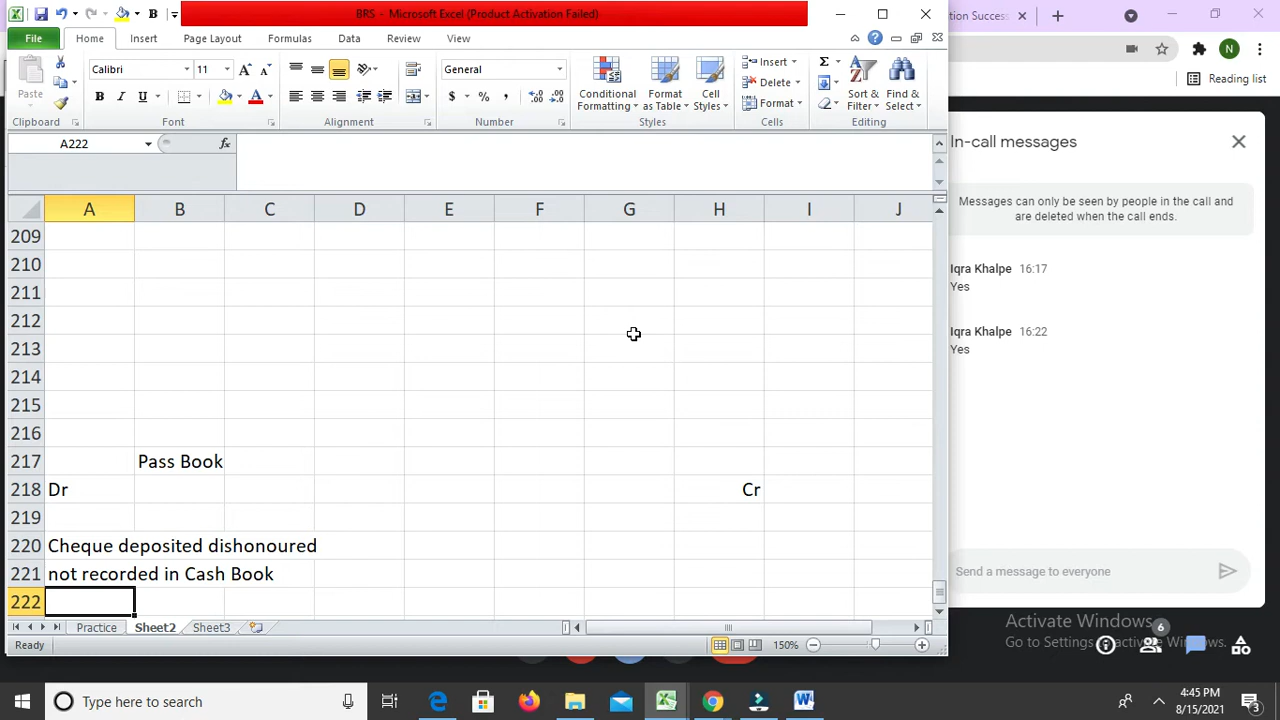 BRS - Microsoft Excel (Product Activation Failed)
tion Succes
File Home Insert Page Layout Formulas Data Review View
Reading list
N
Paste
Calibri 11
General
Conditional Formatting
Format as Table
Cell Styles
Insert
Delete
Format
Sort & Filter
Find & Select
Clipboard Font Alignment Number Styles Cells Editing
A222
fx
A B C D E F G H I J
209
210
211
212
213
214
215
216
217 Pass Book
218 Dr Cr
219
220 Cheque deposited dishonoured
221 not recorded in Cash Book
222
Practice Sheet2 Sheet3
Ready 150%
In-call messages
Messages can only be seen by people in the call and
are deleted when the call ends.
Iqra Khalpe 16:17
Yes
Iqra Khalpe 16:22
Yes
Send a message to everyone
Activate Windows
Go to Settings to activate Windows.
6
Type here to search
4:45 PM
8/15/2021
3